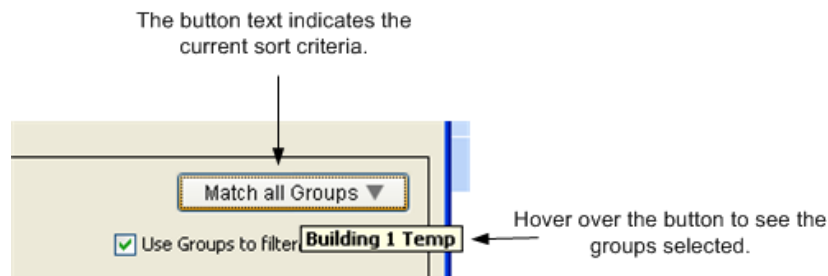 The button text indicates the
current sort criteria.
Match all Groups
Use Groups to filter
Building 1 Temp
Hover over the button to see the
groups selected.